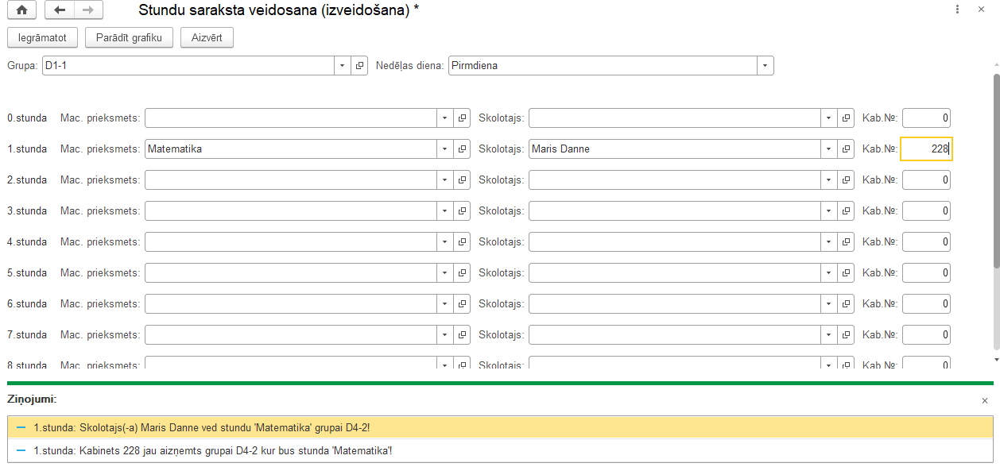 Stundu saraksta veidosana (izveidošana) *
Iegrāmatot Parādīt grafiku Aizvērt
Grupa: D1-1 Nedēļas diena: Pirmdiena
0.stunda Mac. prieksmets: Skolotajs: Kab.№: 0
1.stunda Mac. prieksmets: Matematika Skolotajs: Maris Danne Kab.№: 228
2.stunda Mac. prieksmets: Skolotajs: Kab.№: 0
3.stunda Mac. prieksmets: Skolotajs: Kab.№: 0
4.stunda Mac. prieksmets: Skolotajs: Kab.№: 0
5.stunda Mac. prieksmets: Skolotajs: Kab.№: 0
6.stunda Mac. prieksmets: Skolotajs: Kab.№: 0
7.stunda Mac. prieksmets: Skolotajs: Kab.№: 0
8.stunda Mac. prieksmets: Skolotajs: Kab.№: 0
Ziņojumi:
1.stunda: Skolotajs(-a) Maris Danne ved stundu 'Matematika' grupai D4-2!
1.stunda: Kabinets 228 jau aizņemts grupai D4-2 kur bus stunda 'Matematika'!